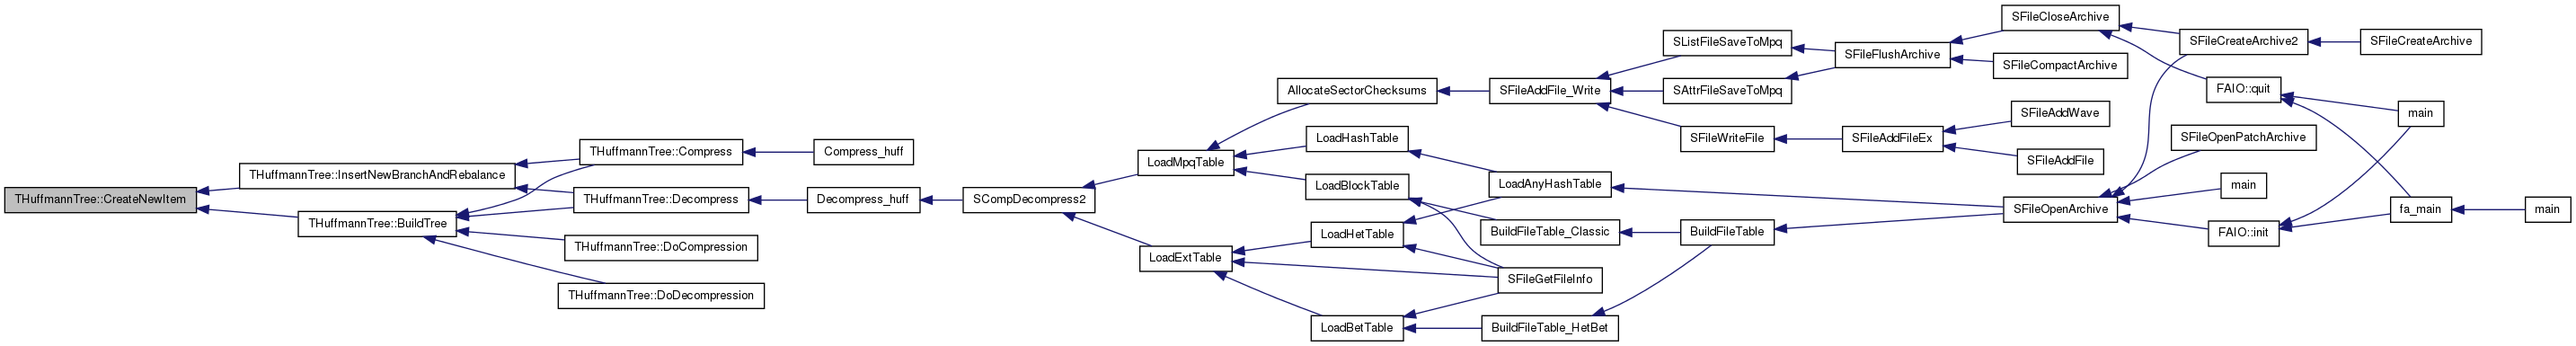 THuffmannTree::CreateNewItem
THuffmannTree::InsertNewBranchAndRebalance
THuffmannTree::BuildTree
THuffmannTree::Compress
THuffmannTree::Decompress
THuffmannTree::DoCompression
THuffmannTree::DoDecompression
Compress_huff
Decompress_huff
SCompDecompress2
LoadMpqTable
LoadExtTable
AllocateSectorChecksums
LoadHashTable
LoadBlockTable
LoadHetTable
LoadBetTable
SFileAddFile_Write
LoadAnyHashTable
BuildFileTable_Classic
SFileGetFileInfo
BuildFileTable_HetBet
SListFileSaveToMpq
SAttrFileSaveToMpq
SFileWriteFile
BuildFileTable
SFileFlushArchive
SFileAddFileEx
SFileCloseArchive
SFileCompactArchive
SFileAddWave
SFileAddFile
SFileOpenArchive
SFileCreateArchive2
FAIO::quit
SFileOpenPatchArchive
main
FAIO::init
SFileCreateArchive
main
fa_main
main